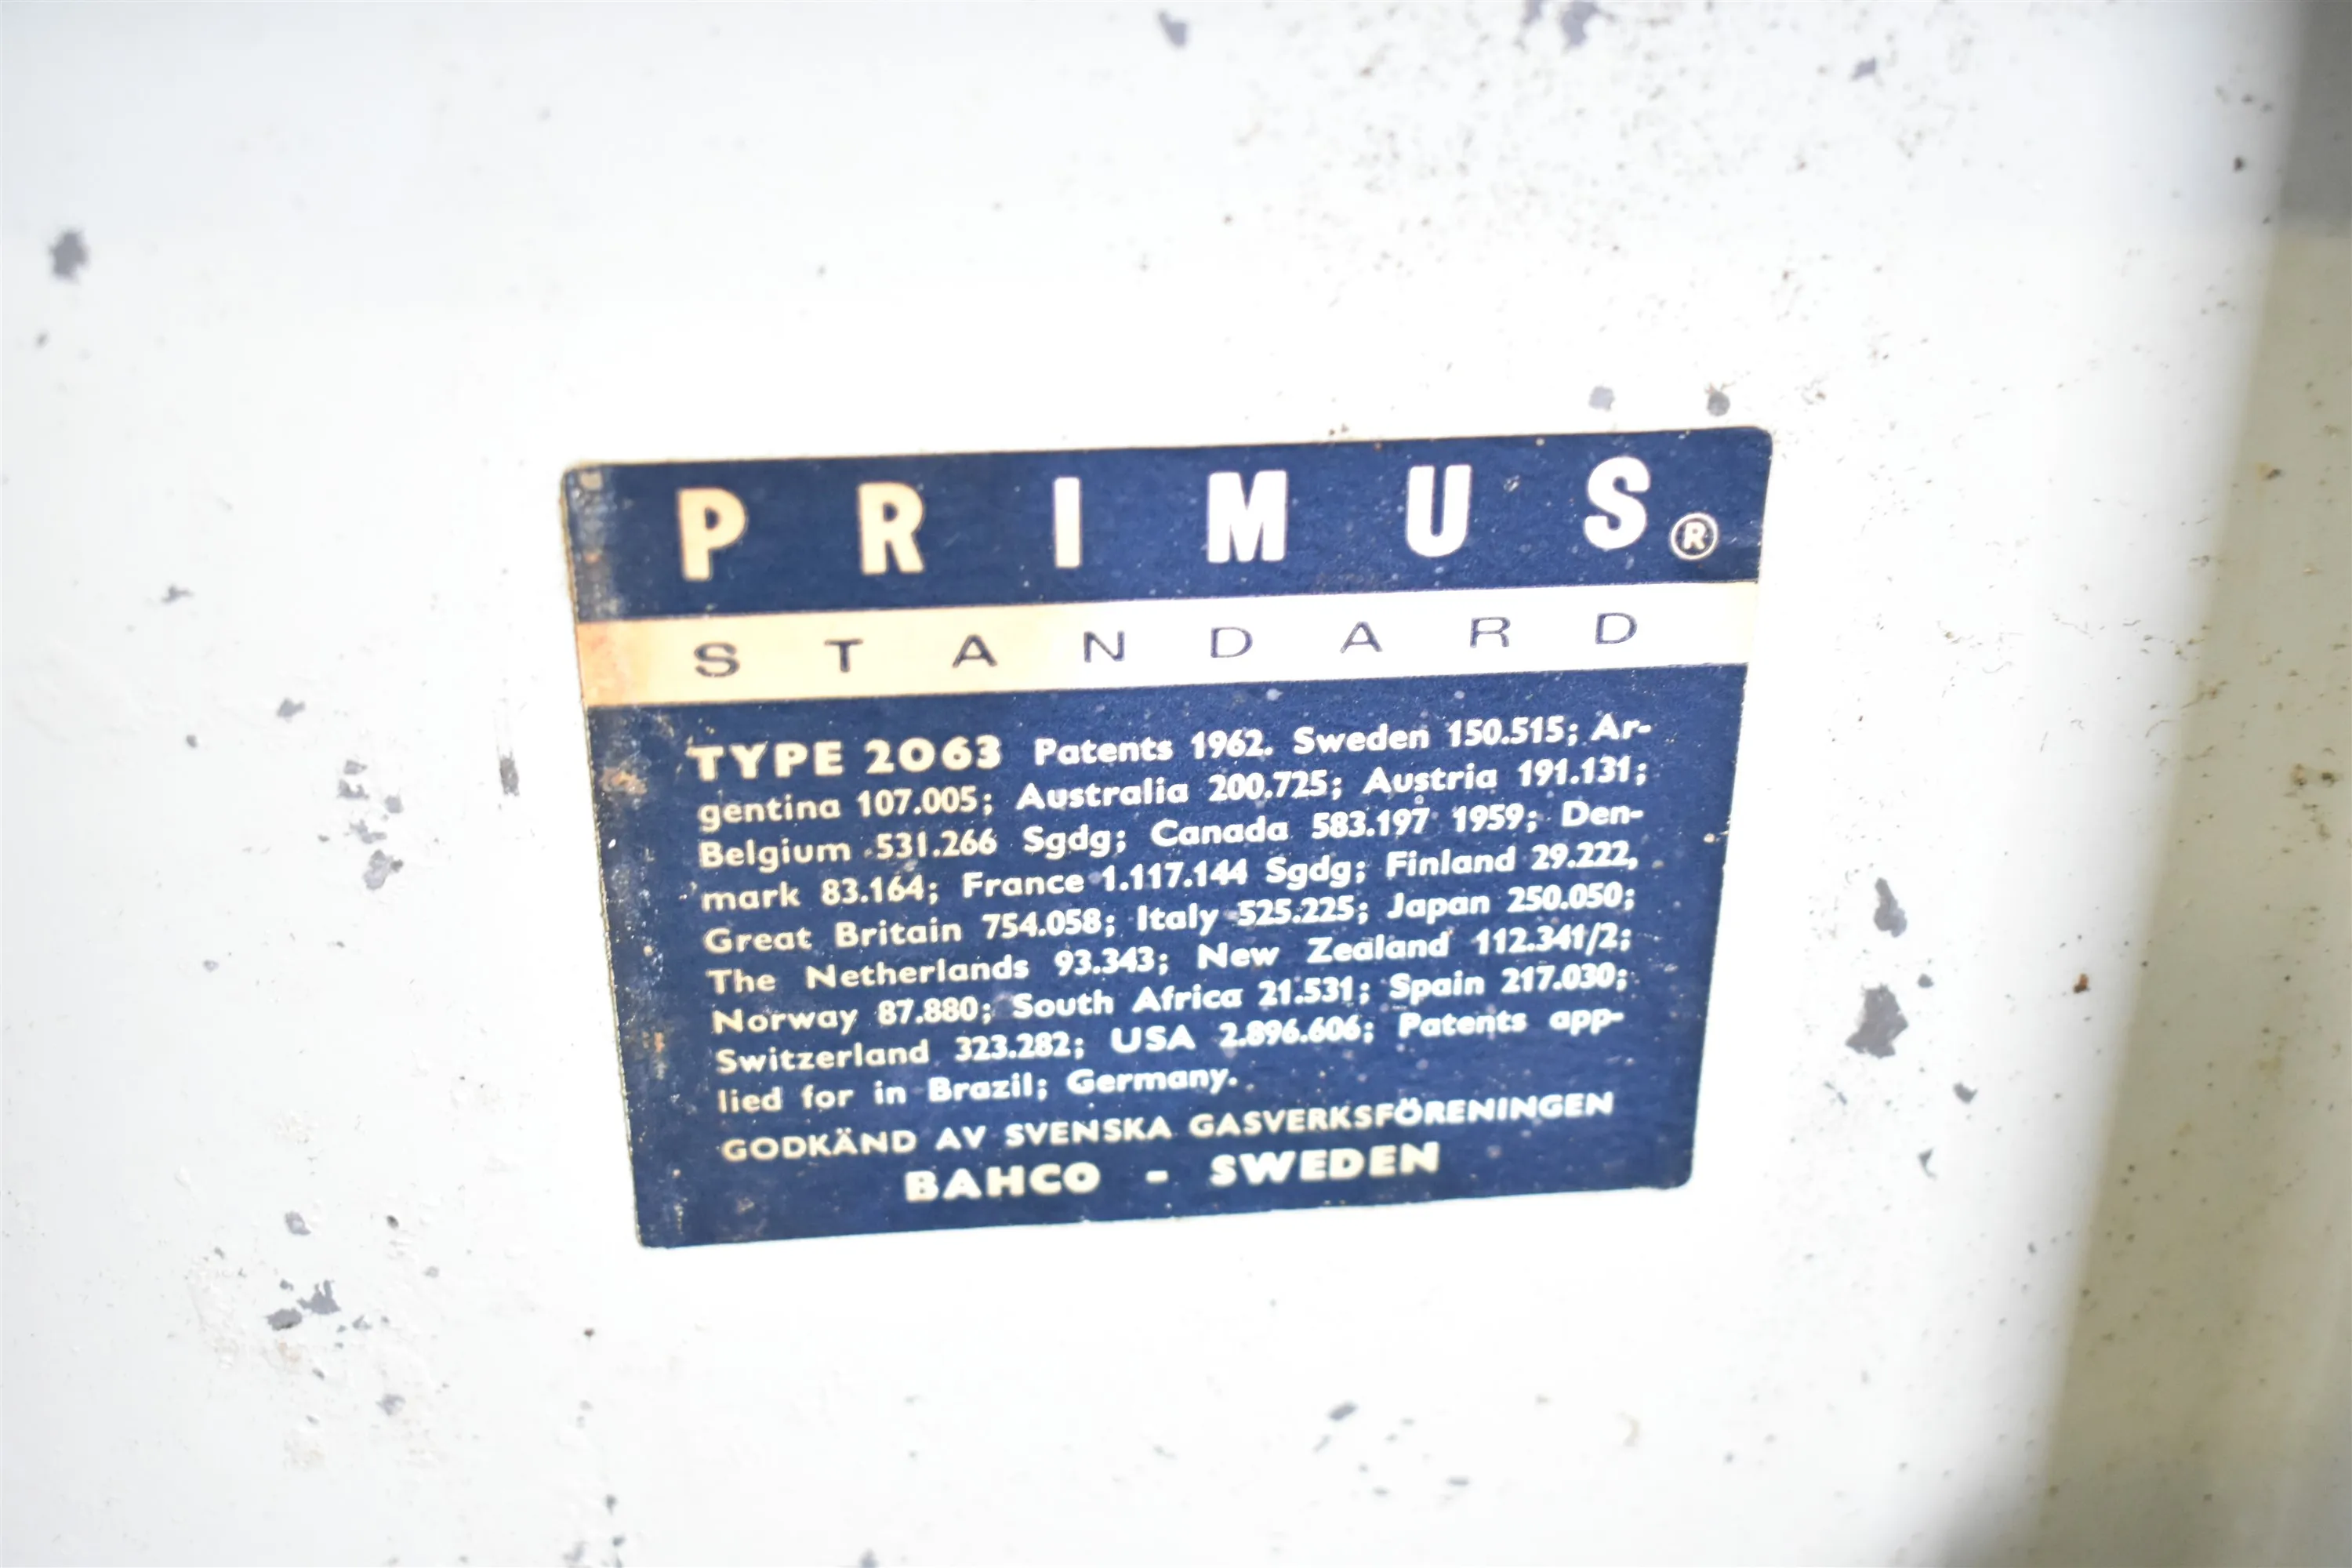 PRIMUS®
STANDARD
TYPE 2063 Patents 1962. Sweden 150.515; Ar-
gentina 107.005; Australia 200.725; Austria 191.131;
Belgium 531.266 Sgdg; Canada 583.197 1959; Den-
mark 83.164; France 1.117.144 Sgdg; Finland 29.222,
Great Britain 754.058; Italy 525.225; Japan 250.050;
The Netherlands 93.343; New Zealand 112.341/2;
Norway 87.880; South Africa 21.531; Spain 217.030;
Switzerland 323.282; USA 2.896.606; Patents app-
lied for in Brazil; Germany.
GODKÄND AV SVENSKA GASVERKSFÖRENINGEN
BAHCO - SWEDEN